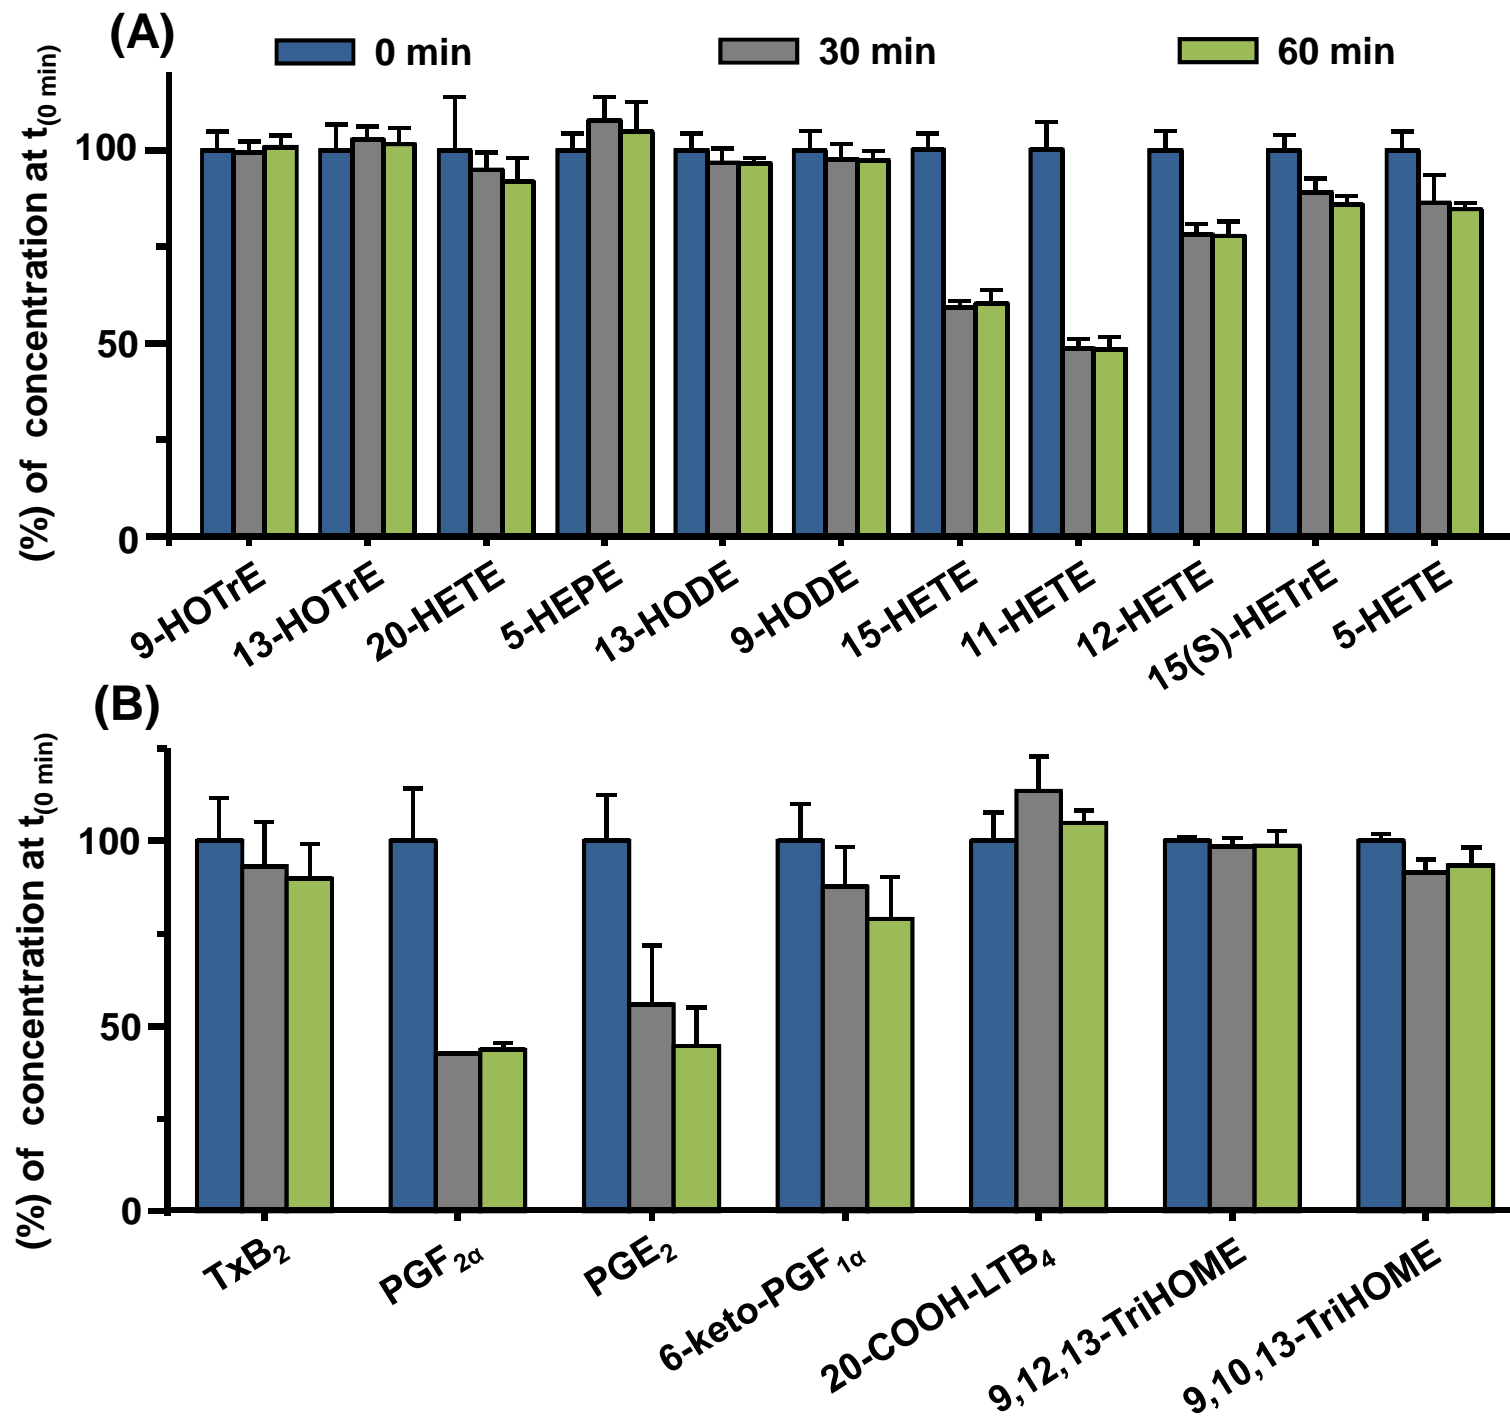 (A)
0 min
30 min
60 min
(%) of concentration at t(0 min)
100
50
0
9-HOTrE
13-HOTrE
20-HETE
5-HEPE
13-HODE
9-HODE
15-HETE
11-HETE
12-HETE
15(S)-HETrE
5-HETE
(B)
(%) of concentration at t(0 min)
100
50
0
TxB2
PGF2α
PGE2
6-keto-PGF1α
20-COOH-LTB4
9,12,13-TriHOME
9,10,13-TriHOME